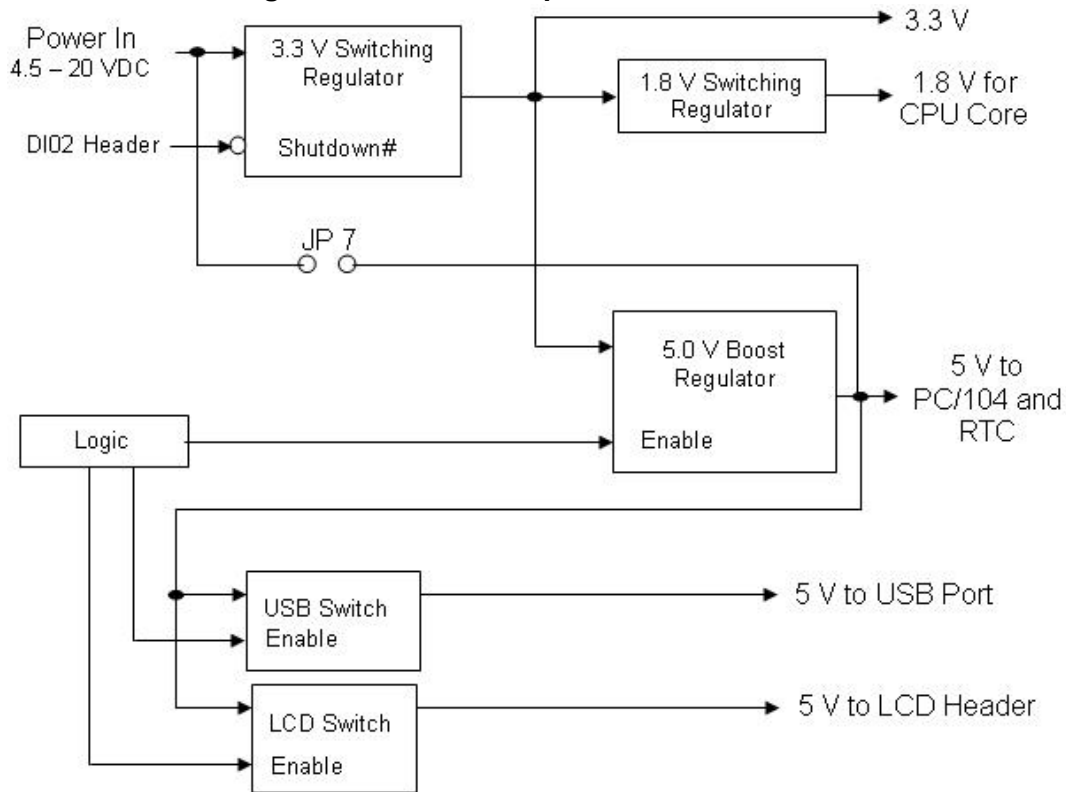 Power In
4.5 – 20 VDC
3.3 V Switching
Regulator
3.3 V
1.8 V Switching
Regulator
1.8 V for
CPU Core
DI02 Header
Shutdown#
JP 7
5.0 V Boost
Regulator
5 V to
PC/104 and
RTC
Logic
Enable
USB Switch
Enable
5 V to USB Port
LCD Switch
Enable
5 V to LCD Header